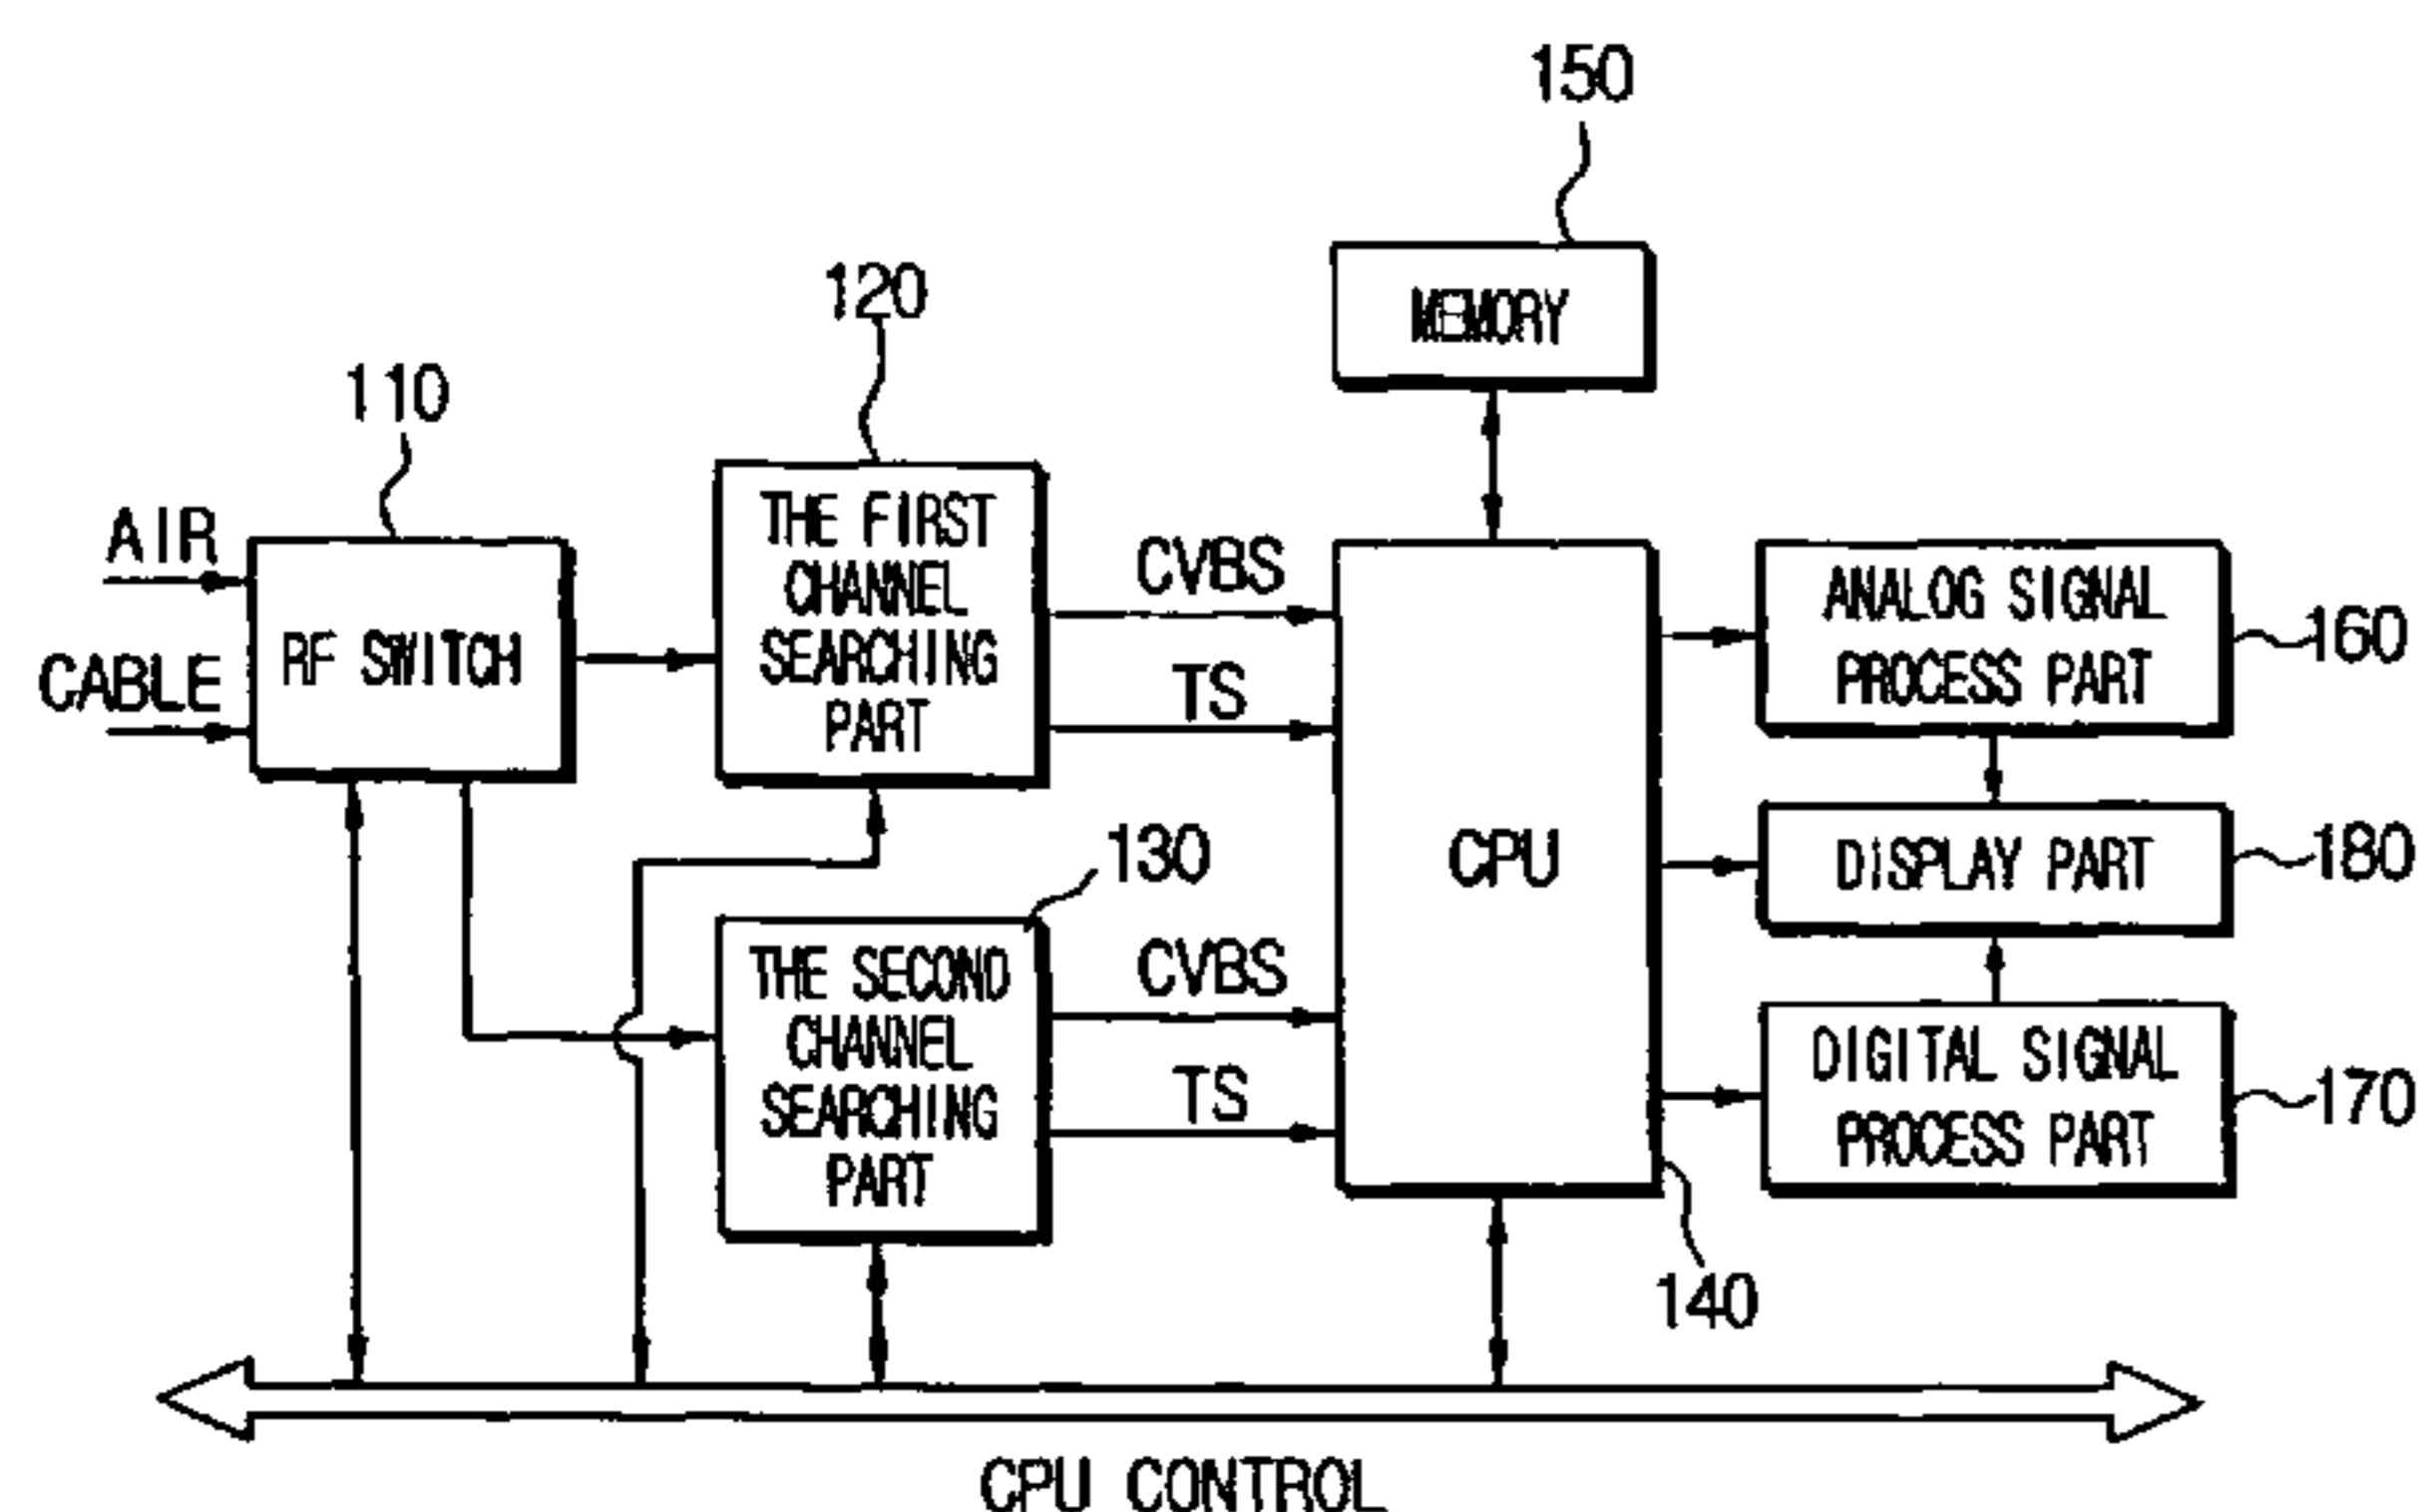 150
120
110
MEMORY
AIR
CABLE
RF SWITCH
THE FIRST
CHANNEL
SEARCHING
PART
CVBS
TS
130
THE SECOND
CHANNEL
SEARCHING
PART
CVBS
TS
CPU
140
ANALOG SIGNAL
PROCESS PART
160
DISPLAY PART
180
DIGITAL SIGNAL
PROCESS PART
170
CPU CONTROL